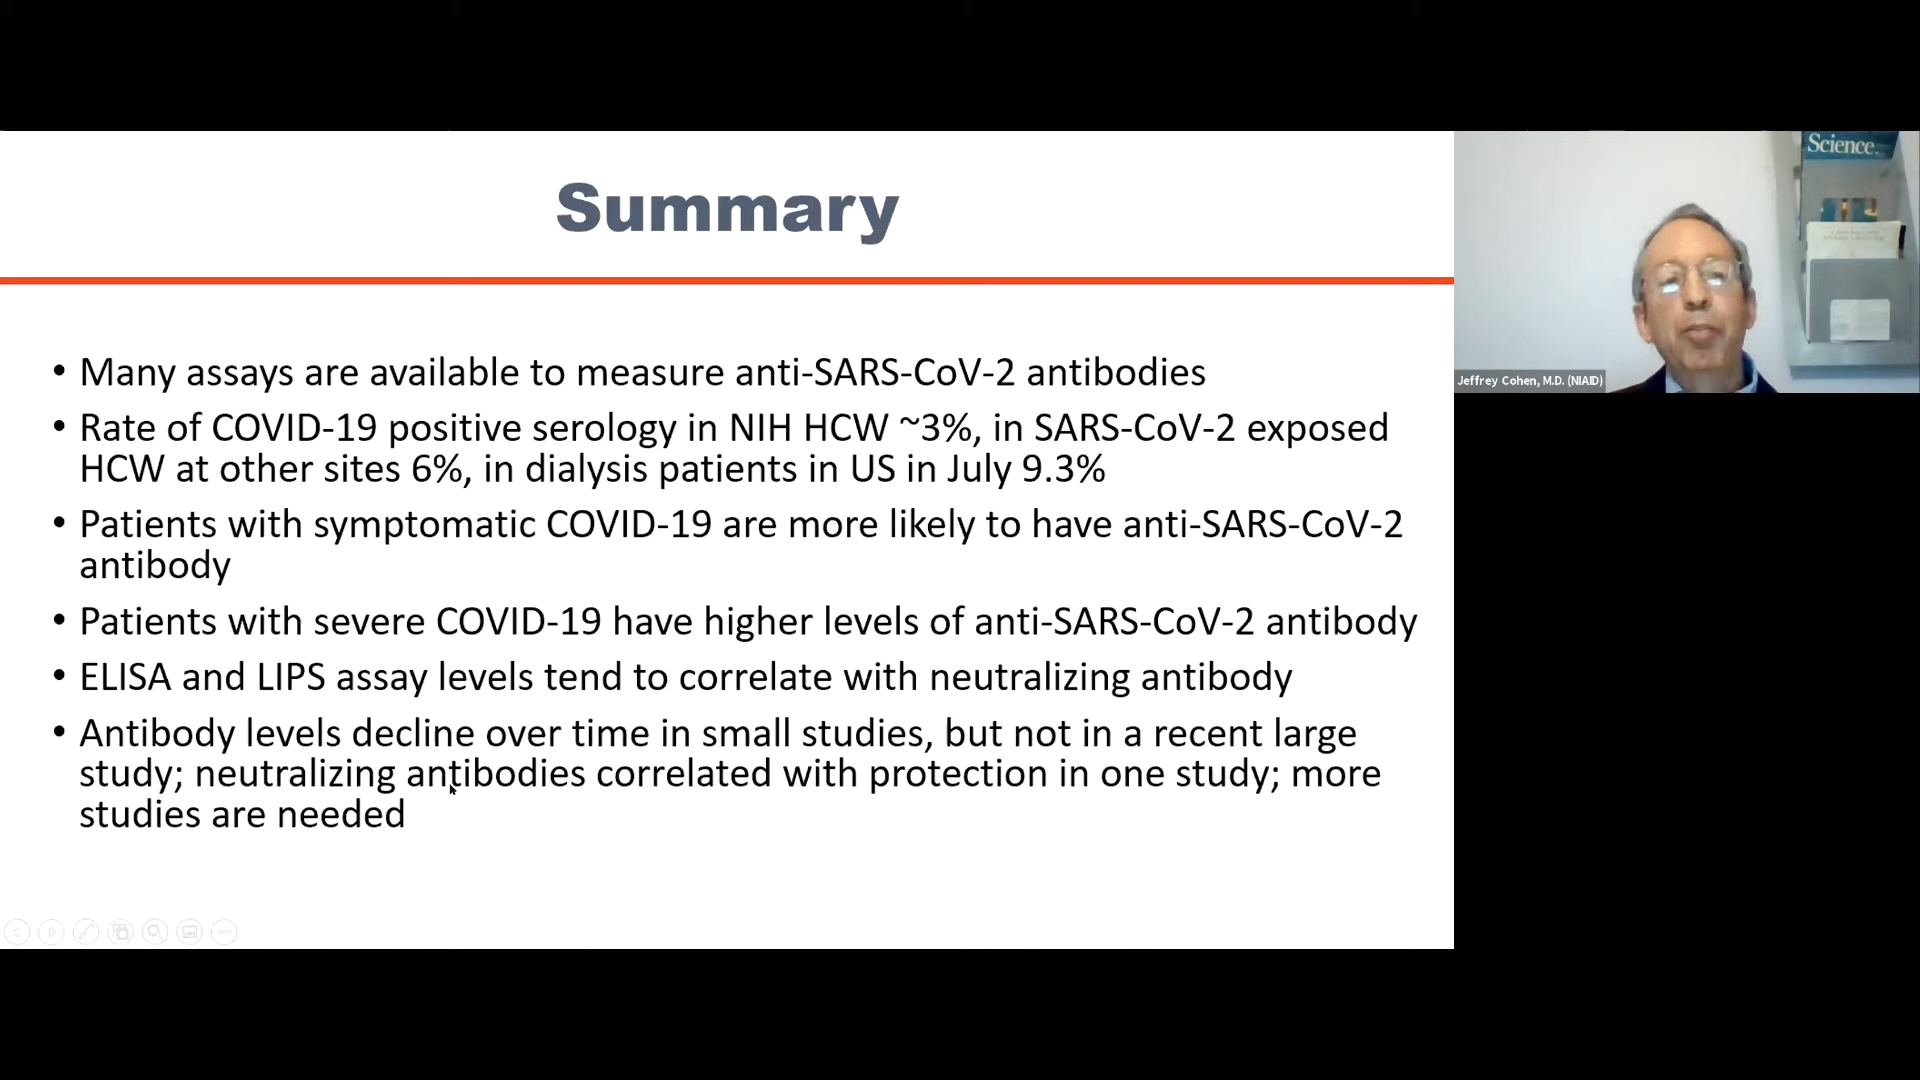 Summary
• Many assays are available to measure anti-SARS-CoV-2 antibodies
• Rate of COVID-19 positive serology in NIH HCW ~3%, in SARS-CoV-2 exposed
HCW at other sites 6%, in dialysis patients in US in July 9.3%
• Patients with symptomatic COVID-19 are more likely to have anti-SARS-CoV-2
antibody
• Patients with severe COVID-19 have higher levels of anti-SARS-CoV-2 antibody
• ELISA and LIPS assay levels tend to correlate with neutralizing antibody
• Antibody levels decline over time in small studies, but not in a recent large
study; neutralizing antibodies correlated with protection in one study; more
studies are needed
Science
Jeffrey Cohen, M.D. (NIAID)